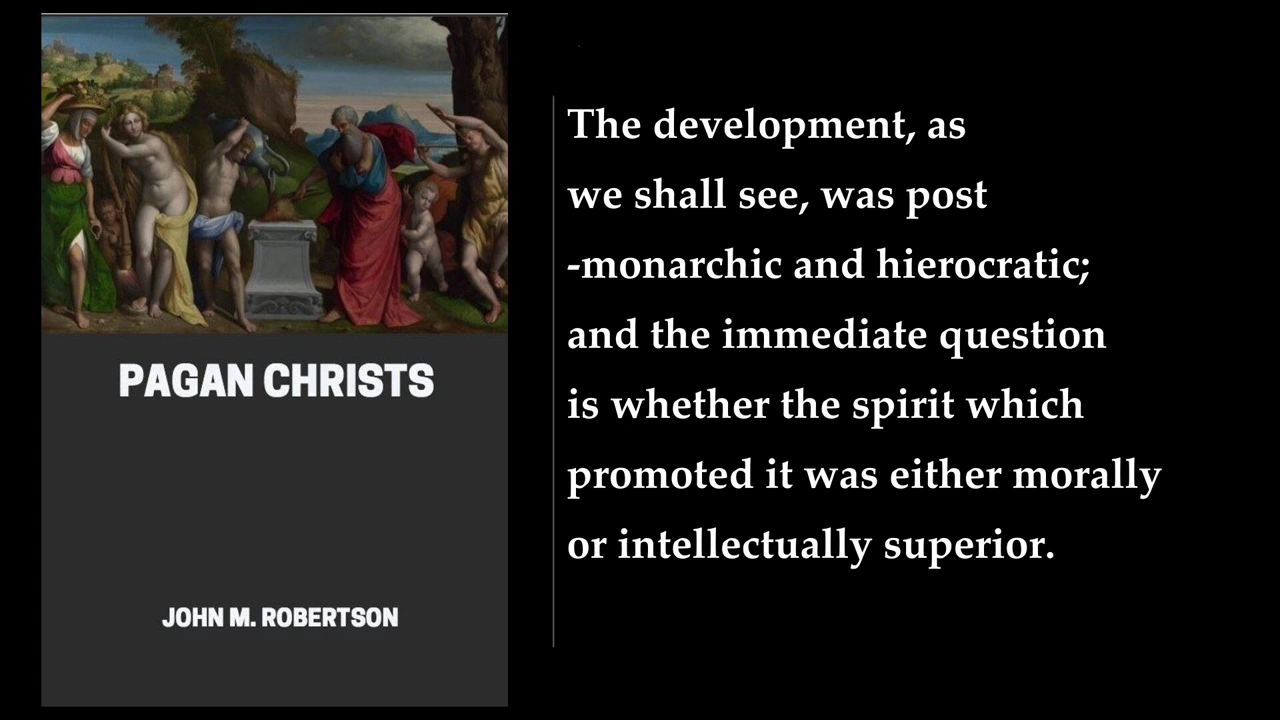 PAGAN CHRISTS
JOHN M. ROBERTSON
The development, as
we shall see, was post
-monarchic and hierocratic;
and the immediate question
is whether the spirit which
promoted it was either morally
or intellectually superior.